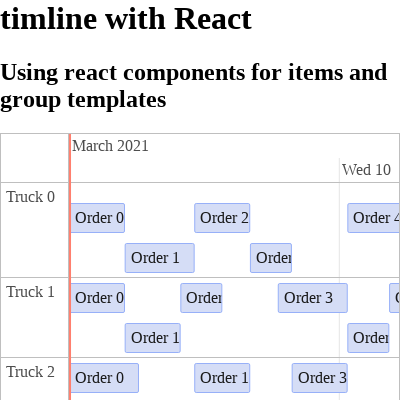 timline with React
Using react components for items and
group templates
March 2021
Wed 10
Truck 0
Order 0
Order 2
Order 4
Order 1
Order
Truck 1
Order 0
Order
Order 3
Order 1
Order
Truck 2
Order 0
Order 1
Order 3